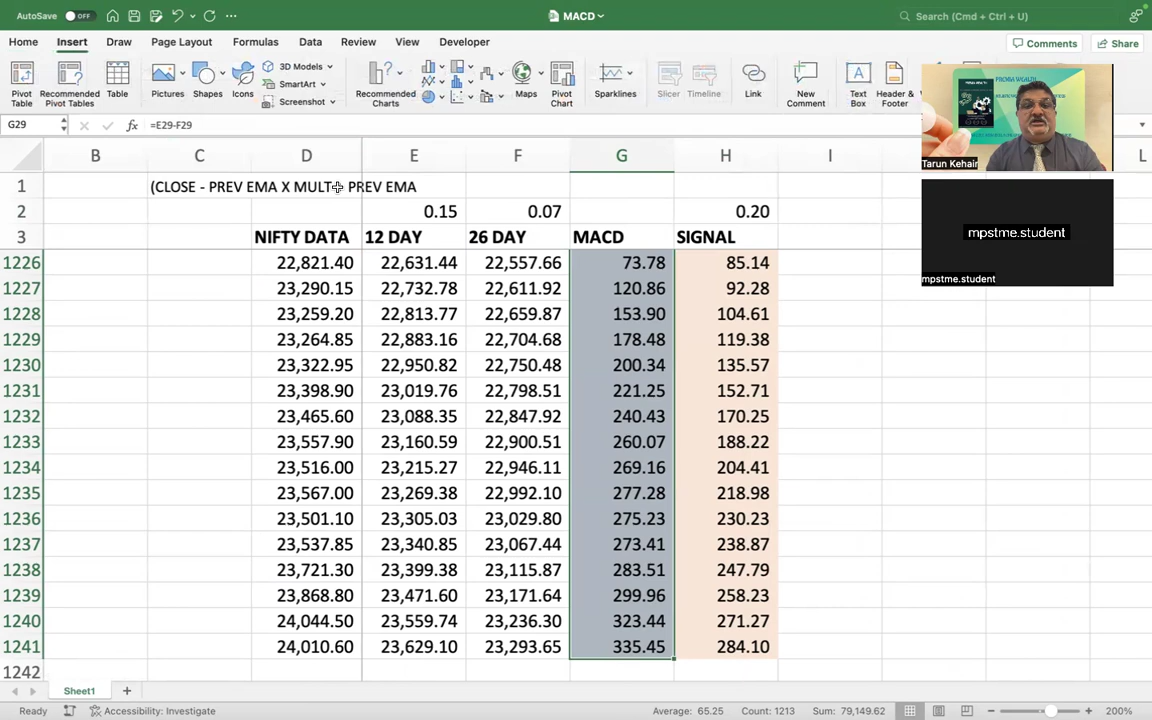 AutoSave OFF MACD Search (Cmd + Ctrl + U)
Home Insert Draw Page Layout Formulas Data Review View Developer Comments Share
Pivot Table Recommended Pivot Tables Table Pictures Shapes Icons 3D Models SmartArt Screenshot Recommended Charts Maps Pivot Chart Sparklines Slicer Timeline Link New Comment Text Box Header & Footer
G29 fx =E29-F29
PREMIA WEALTH
Tarun Kehair
mpstme.student
mpstme.student
B C D E F G H I L
1 (CLOSE - PREV EMA X MULT+ PREV EMA
2 0.15 0.07 0.20
3 NIFTY DATA 12 DAY 26 DAY MACD SIGNAL
1226 22,821.40 22,631.44 22,557.66 73.78 85.14
1227 23,290.15 22,732.78 22,611.92 120.86 92.28
1228 23,259.20 22,813.77 22,659.87 153.90 104.61
1229 23,264.85 22,883.16 22,704.68 178.48 119.38
1230 23,322.95 22,950.82 22,750.48 200.34 135.57
1231 23,398.90 23,019.76 22,798.51 221.25 152.71
1232 23,465.60 23,088.35 22,847.92 240.43 170.25
1233 23,557.90 23,160.59 22,900.51 260.07 188.22
1234 23,516.00 23,215.27 22,946.11 269.16 204.41
1235 23,567.00 23,269.38 22,992.10 277.28 218.98
1236 23,501.10 23,305.03 23,029.80 275.23 230.23
1237 23,537.85 23,340.85 23,067.44 273.41 238.87
1238 23,721.30 23,399.38 23,115.87 283.51 247.79
1239 23,868.80 23,471.60 23,171.64 299.96 258.23
1240 24,044.50 23,559.74 23,236.30 323.44 271.27
1241 24,010.60 23,629.10 23,293.65 335.45 284.10
1242
Sheet1
Ready Accessibility: Investigate Average: 65.25 Count: 1213 Sum: 79,149.62 200%